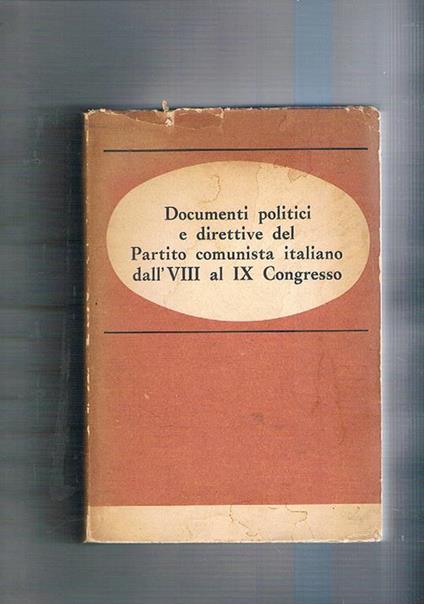 Documenti politici
e direttive del
Partito comunista italiano
dall'VIII al IX Congresso